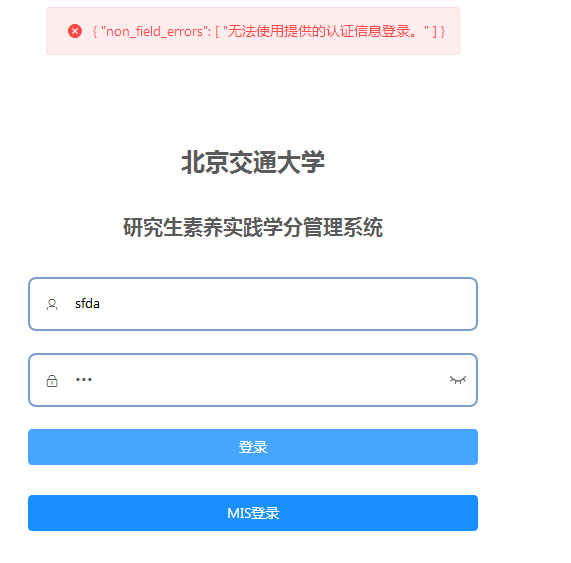 { "non_field_errors": [ "无法使用提供的认证信息登录。" ] }
北京交通大学
研究生素养实践学分管理系统
sfda
•••
登录
MIS登录